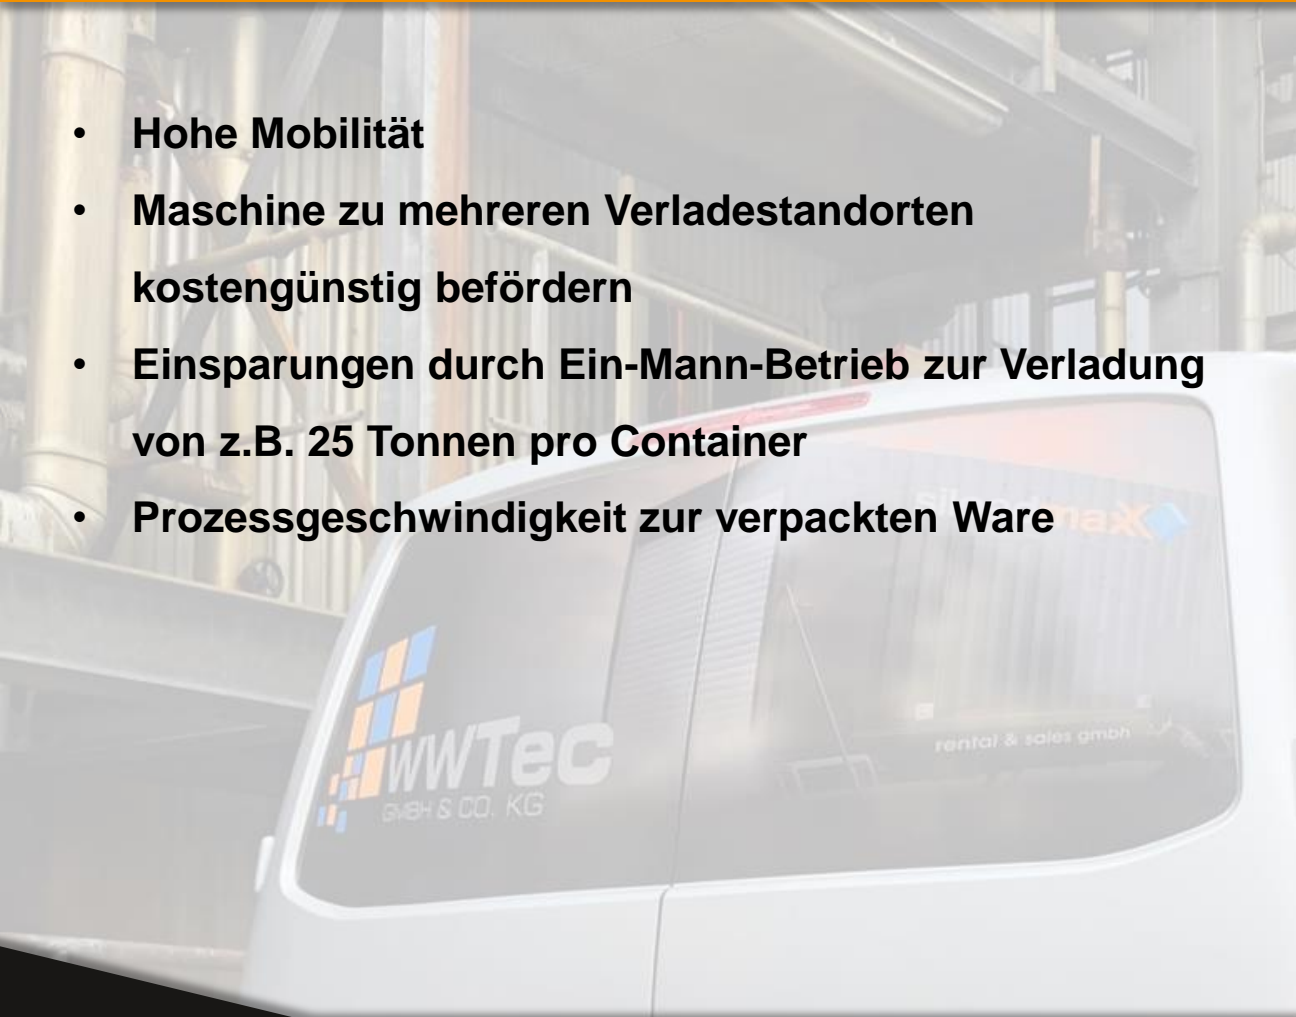 • Hohe Mobilität
• Maschine zu mehreren Verladestandorten
kostengünstig befördern
• Einsparungen durch Ein-Mann-Betrieb zur Verladung
von z.B. 25 Tonnen pro Container
• Prozessgeschwindigkeit zur verpackten Ware
maxx
wwTec
GMBH & CO. KG
rental & sales gmbh